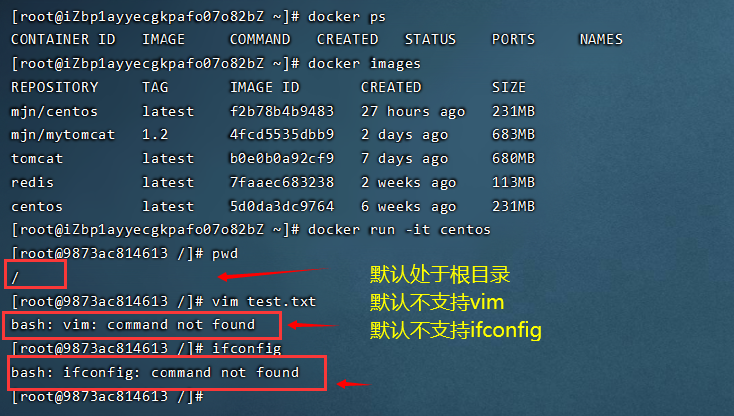 [root@iZbp1ayyecgkpafo07o82bZ ~]# docker ps
CONTAINER ID   IMAGE     COMMAND   CREATED   STATUS    PORTS     NAMES
[root@iZbp1ayyecgkpafo07o82bZ ~]# docker images
REPOSITORY     TAG       IMAGE ID       CREATED        SIZE
mjn/centos     latest    f2b78b4b9483   27 hours ago   231MB
mjn/mytomcat   1.2       4fcd5535dbb9   2 days ago     683MB
tomcat         latest    b0e0b0a92cf9   7 days ago     680MB
redis          latest    7faaec683238   2 weeks ago    113MB
centos         latest    5d0da3dc9764   6 weeks ago    231MB
[root@iZbp1ayyecgkpafo07o82bZ ~]# docker run -it centos
[root@9873ac814613 /]# pwd
/ 默认处于根目录
[root@9873ac814613 /]# vim test.txt 默认不支持vim
bash: vim: command not found 默认不支持ifconfig
[root@9873ac814613 /]# ifconfig
bash: ifconfig: command not found
[root@9873ac814613 /]#